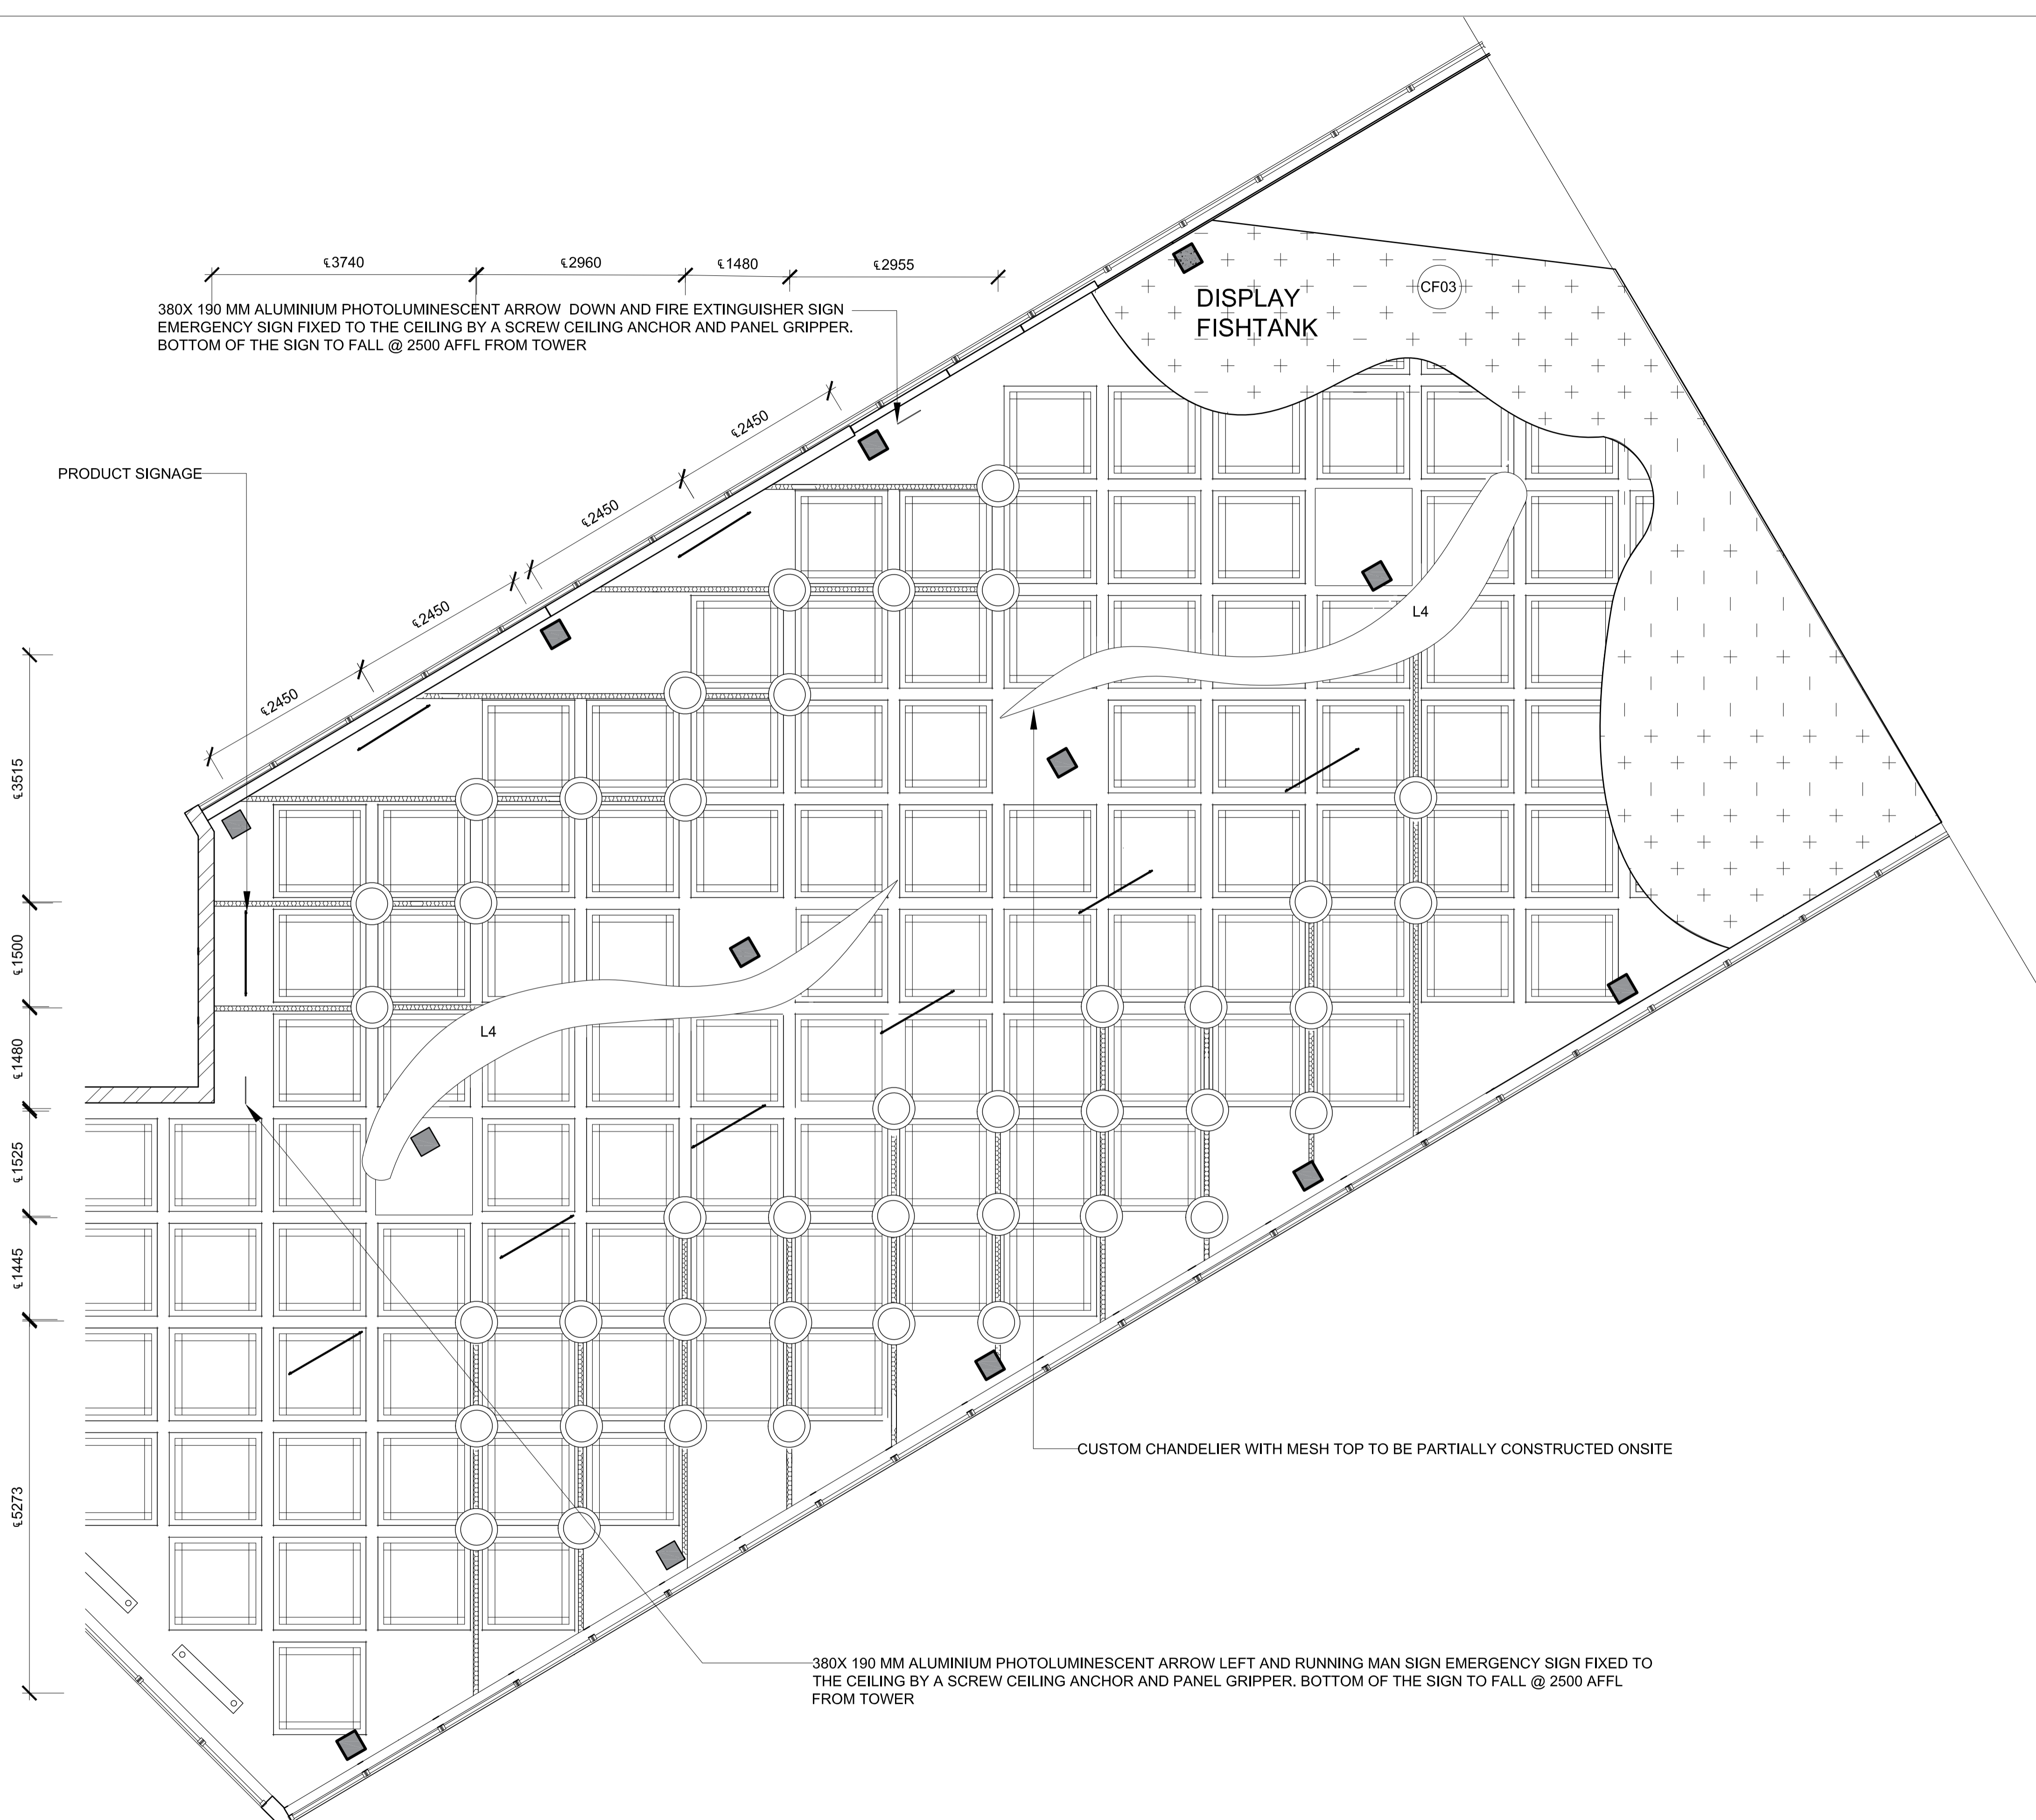 ℄3740
℄2960
℄1480
℄2955
380X 190 MM ALUMINIUM PHOTOLUMINESCENT ARROW  DOWN AND FIRE EXTINGUISHER SIGN
EMERGENCY SIGN FIXED TO THE CEILING BY A SCREW CEILING ANCHOR AND PANEL GRIPPER.
BOTTOM OF THE SIGN TO FALL @ 2500 AFFL FROM TOWER
CF03
DISPLAY
FISHTANK
℄2450
PRODUCT SIGNAGE
℄2450
℄2450
℄2450
L4
℄3515
℄1500
L4
℄1480
℄1525
℄1445
CUSTOM CHANDELIER WITH MESH TOP TO BE PARTIALLY CONSTRUCTED ONSITE
℄5273
380X 190 MM ALUMINIUM PHOTOLUMINESCENT ARROW LEFT AND RUNNING MAN SIGN EMERGENCY SIGN FIXED TO
THE CEILING BY A SCREW CEILING ANCHOR AND PANEL GRIPPER. BOTTOM OF THE SIGN TO FALL @ 2500 AFFL
FROM TOWER